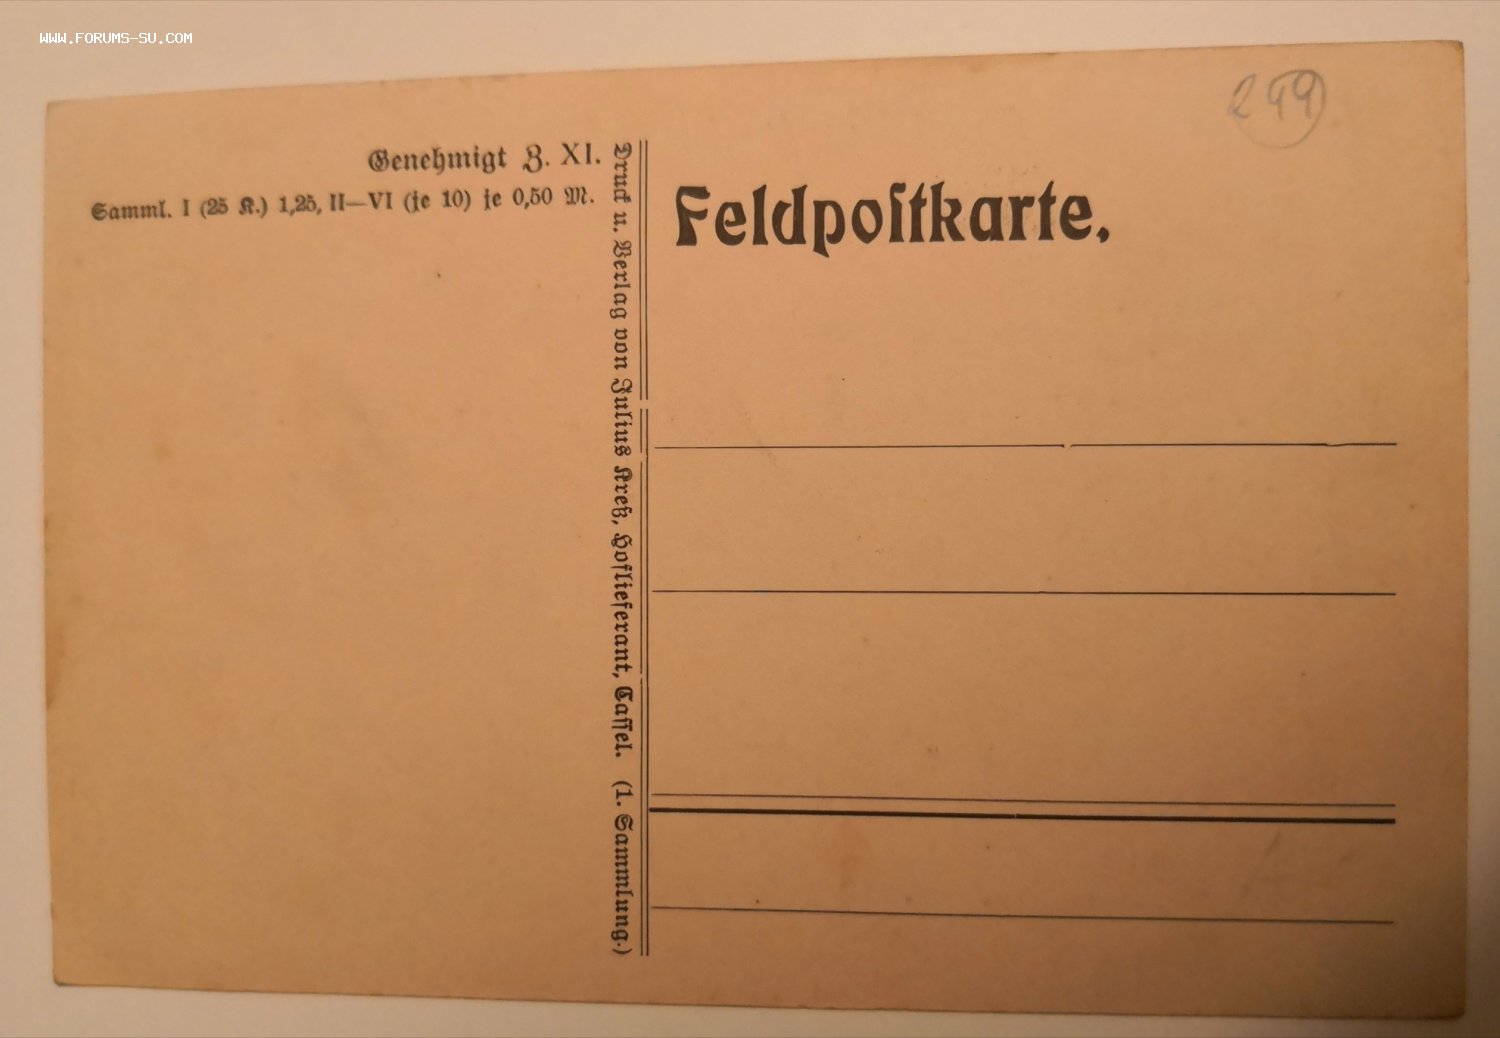 WWW.FORUMS-SU.COM
299
Genehmigt Z. XI.
Samml. I (25 K.) 1,25, II—VI (je 10) je 0,50 M.
Druck u. Verlag von Julius Kreß, Hoflieferant, Cassel. (1. Sammlung.)
Feldpoſtkarte.